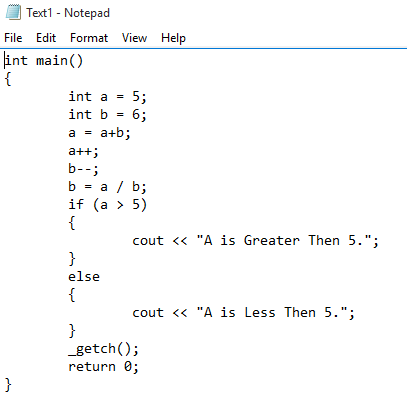 Text1 - Notepad
File Edit Format View Help
int main()
{
int a = 5;
int b = 6;
a = a+b;
a++;
b--;
b = a / b;
if (a > 5)
{
cout << "A is Greater Then 5.";
}
else
{
cout << "A is Less Then 5.";
}
_getch();
return 0;
}